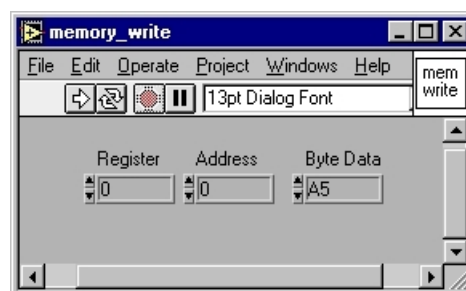 memory_write
File Edit Operate Project Windows Help
mem
write
13pt Dialog Font
Register Address Byte Data
0 0 A5